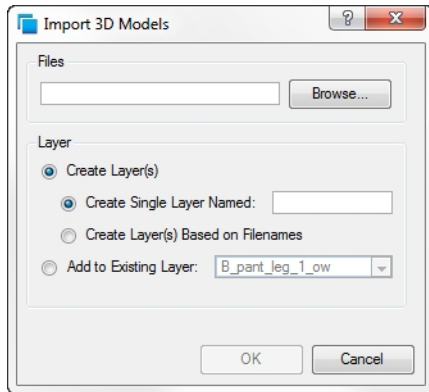 Import 3D Models
?
Files
Browse...
Layer
Create Layer(s)
Create Single Layer Named:
Create Layer(s) Based on Filenames
Add to Existing Layer: B_pant_leg_1_ow
OK Cancel